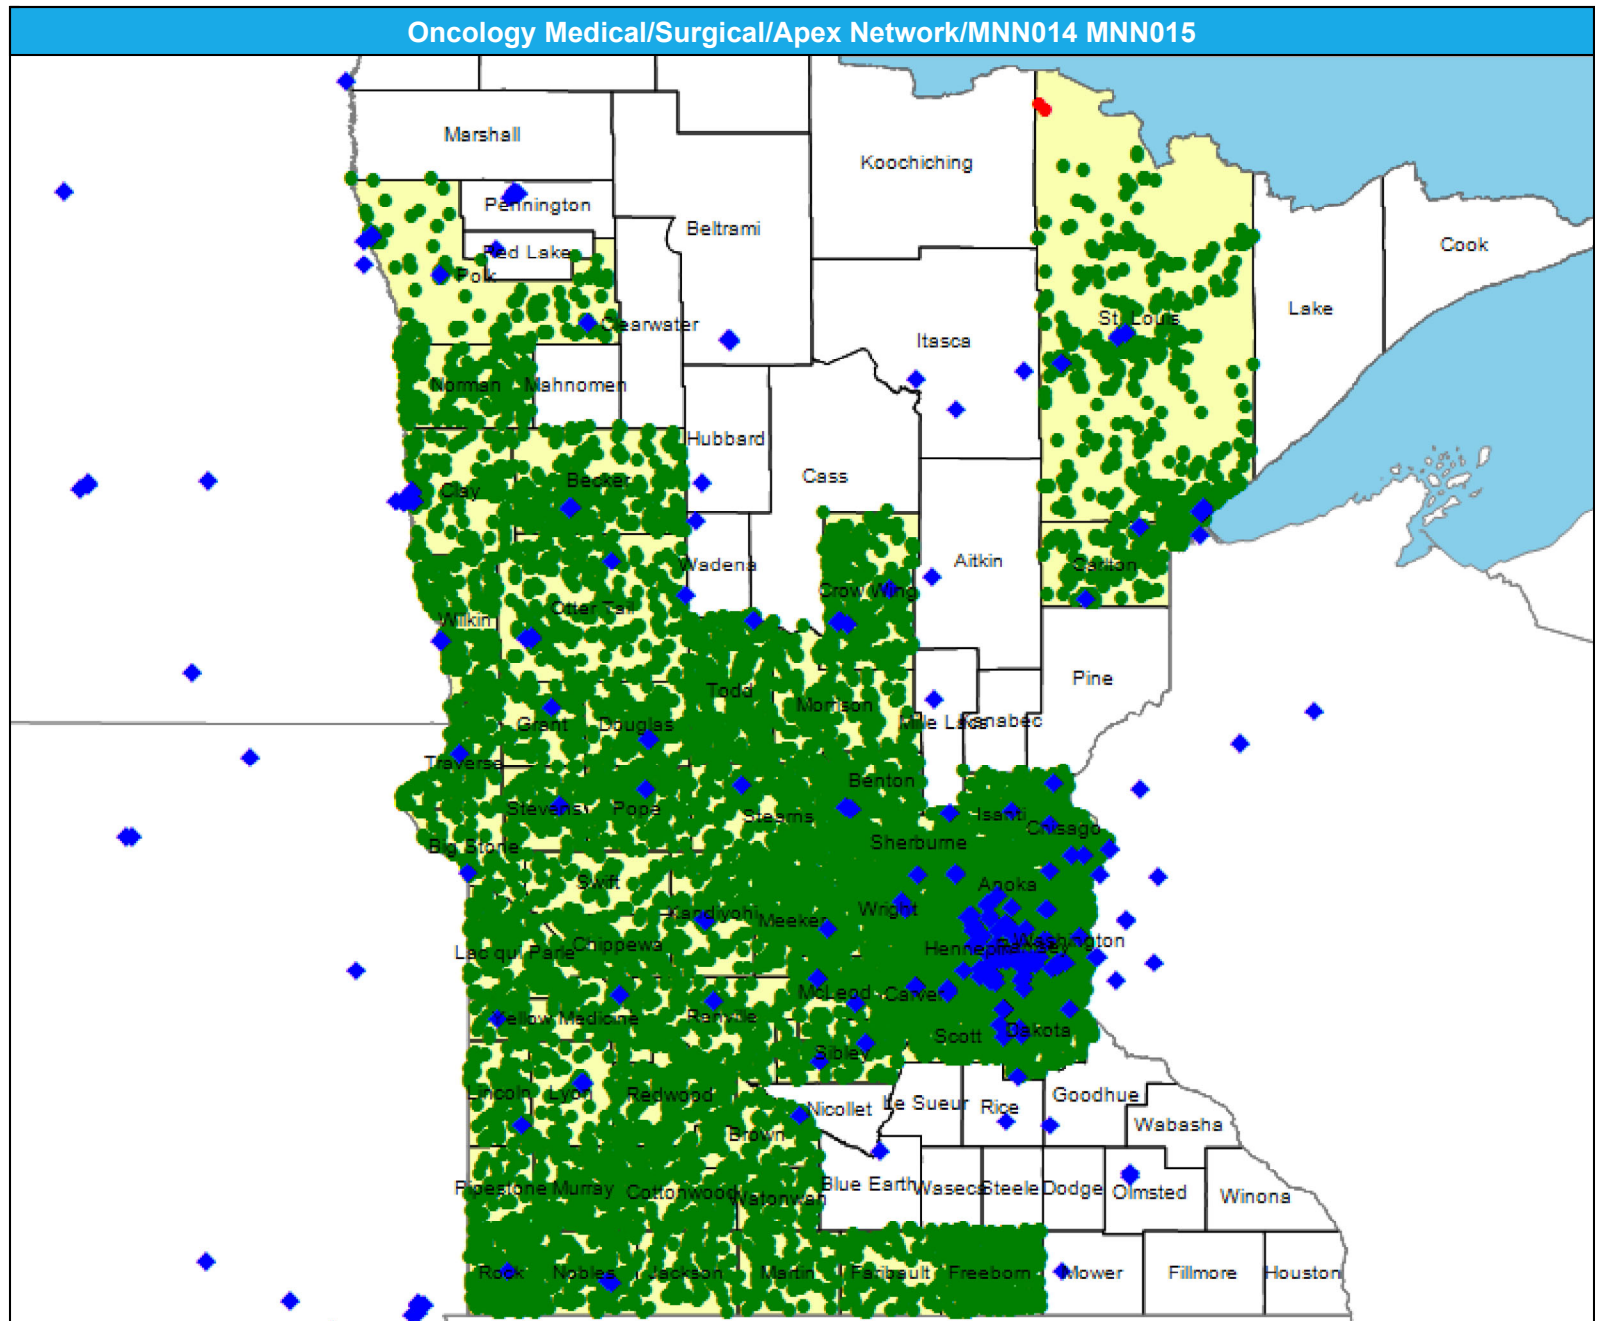 Oncology Medical/Surgical/Apex Network/MNN014 MNN015
Marshall
Koochiching
Pennington
Beltrami
Red Lake
Cook
Polk
Lake
St. Louis
Clearwater
Itasca
Norman
Mahnomen
Hubbard
Cass
Becker
Clay
Aitkin
Wadena
Carlton
Crow Wing
Otter Tail
Wilkin
Pine
Todd
Morrison
Mille Lacs
Kanabec
Grant
Douglas
Traverse
Benton
Stevens
Pope
Stearns
Isanti
Chisago
Big Stone
Sherburne
Swift
Anoka
Kandiyohi
Meeker
Wright
Lac qui Parle
Chippewa
Hennepin
Ramsey
Washington
McLeod
Carver
Yellow Medicine
Renville
Scott
Dakota
Sibley
Lincoln
Lyon
Redwood
Nicollet
Le Sueur
Rice
Goodhue
Wabasha
Brown
Pipestone
Murray
Cottonwood
Watonwan
Blue Earth
Waseca
Steele
Dodge
Olmsted
Winona
Rock
Nobles
Jackson
Martin
Faribault
Freeborn
Mower
Fillmore
Houston